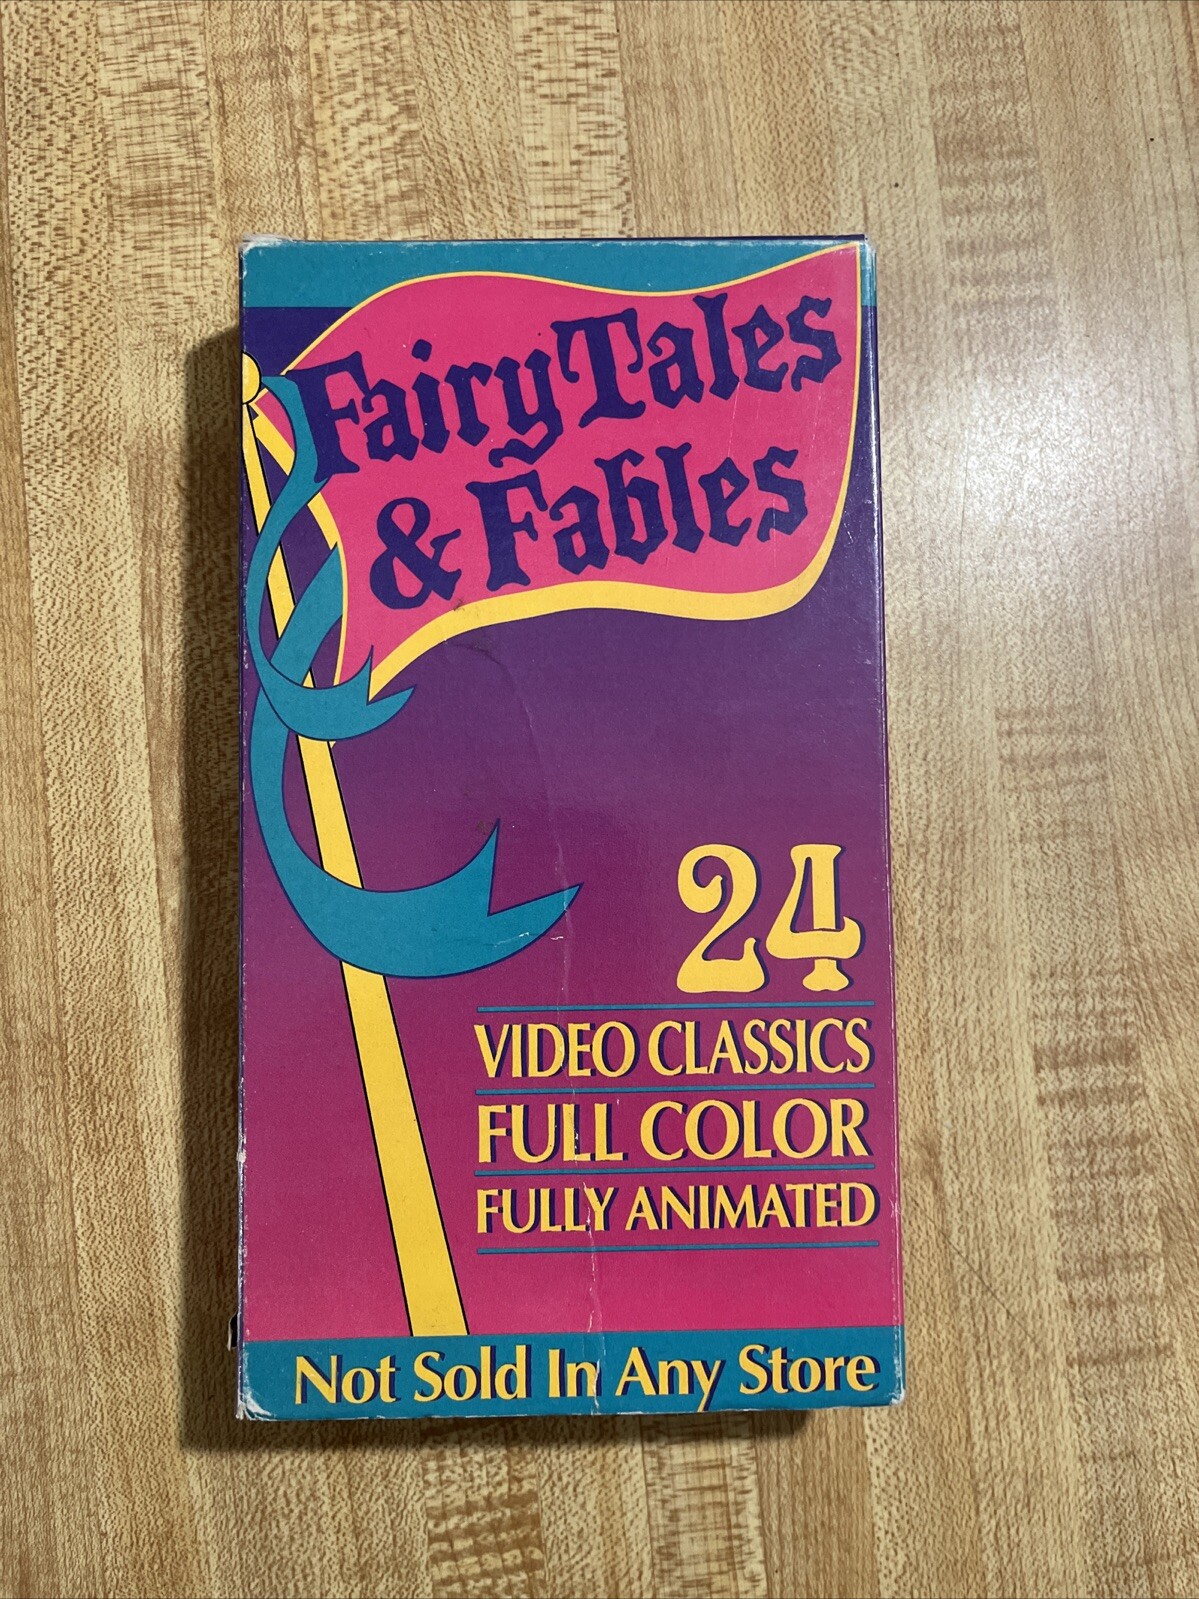 Fairy Tales
& Fables
24
VIDEO CLASSICS
FULL COLOR
FULLY ANIMATED
Not Sold In Any Store